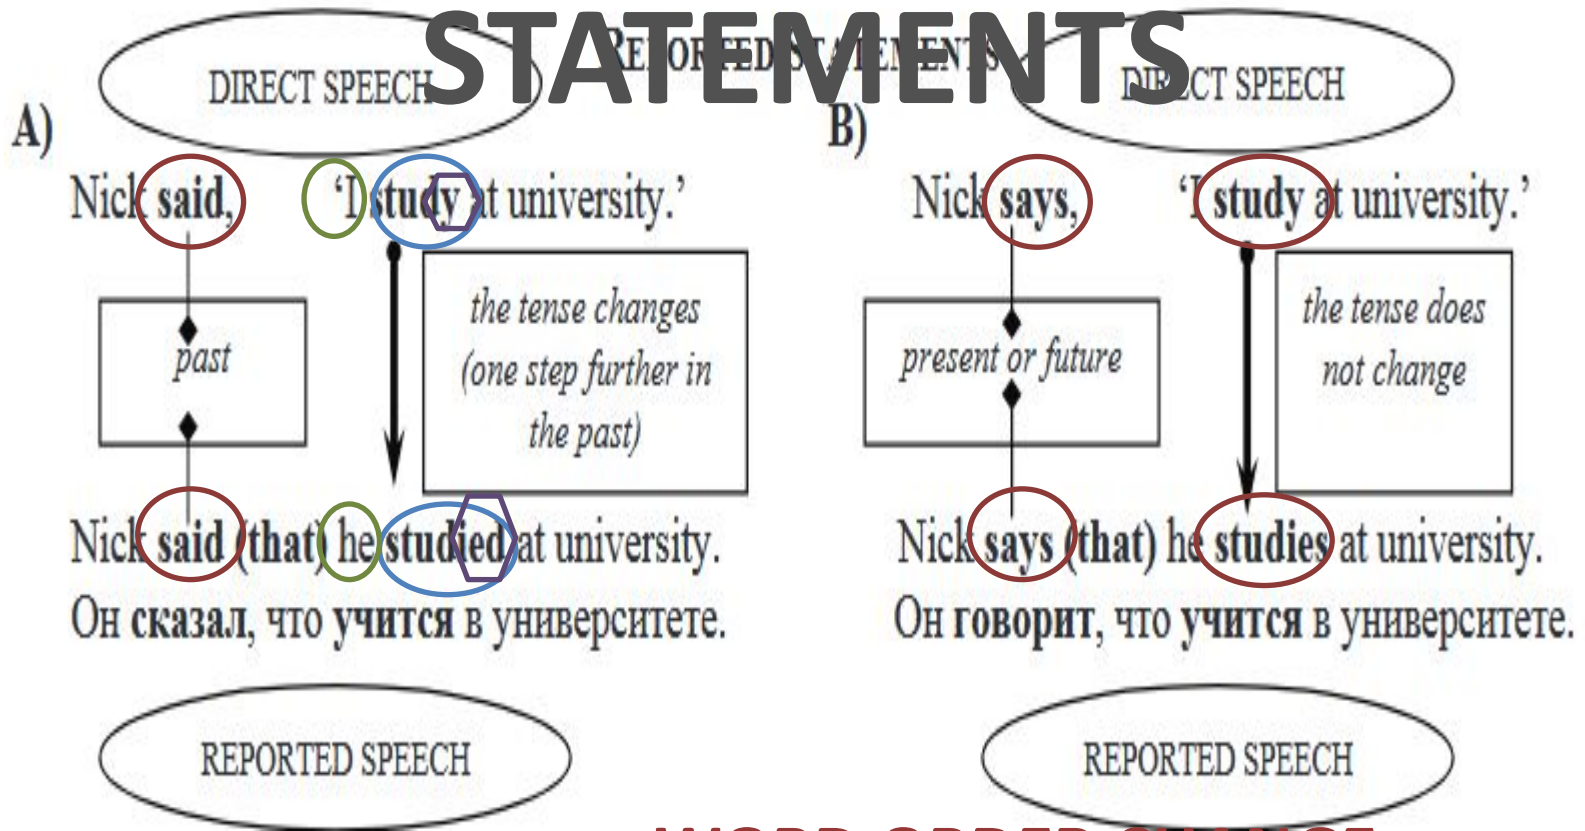 STATEMENTS
REPORTED STATEMENTS
DIRECT SPEECH
A)
Nick said, ‘I study at university.’
past
the tense changes
(one step further in
the past)
Nick said (that) he studied at university.
Он сказал, что учится в университете.
REPORTED SPEECH
DIRECT SPEECH
B)
Nick says, ‘I study at university.’
present or future
the tense does
not change
Nick says (that) he studies at university.
Он говорит, что учится в университете.
REPORTED SPEECH